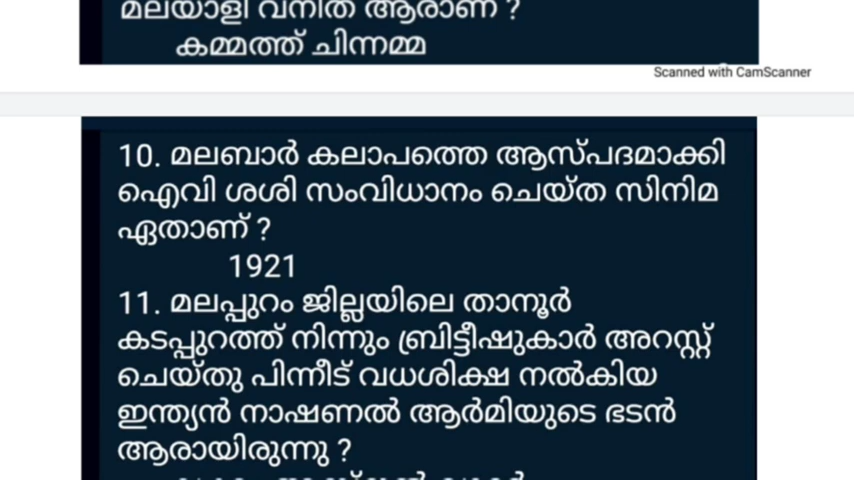 മലയാളി വനിത ആരാണ് ?
കമ്മത്ത് ചിന്നമ്മ
Scanned with CamScanner
10. മലബാർ കലാപത്തെ ആസ്പദമാക്കി
ഐവി ശശി സംവിധാനം ചെയ്ത സിനിമ
ഏതാണ് ?
1921
11. മലപ്പുറം ജില്ലയിലെ താനൂർ
കടപ്പുറത്ത് നിന്നും ബ്രിട്ടീഷുകാർ അറസ്റ്റ്
ചെയ്തു പിന്നീട് വധശിക്ഷ നൽകിയ
ഇന്ത്യൻ നാഷണൽ ആർമിയുടെ ഭടൻ
ആരായിരുന്നു ?